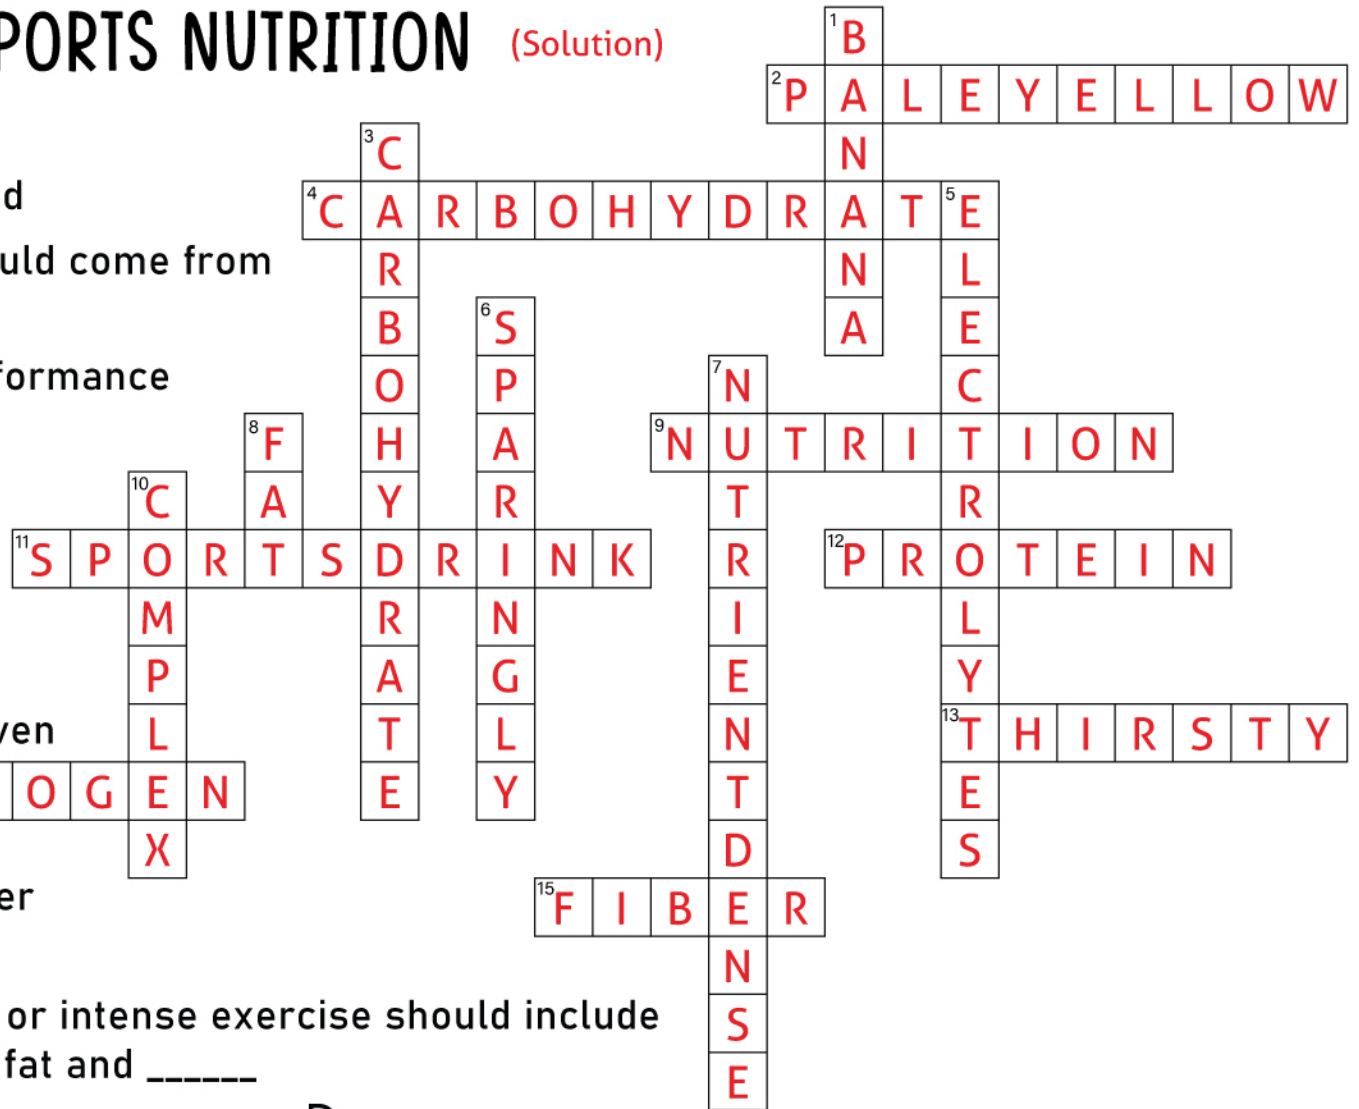 PORTS NUTRITION (Solution)
1 B
2 P A L E Y E L L O W
3 C N
d
4 C A R B O H Y D R A T 5 E
uld come from
R N L
B 6 S A E
formance
O P 7 N C
8 F H A 9 N U T R I T I O N
10 C A Y R T R
11 S P O R T S D R I N K R 12 P R O T E I N
M R N I L
P A G E Y
ven
L T L N 13 T H I R S T Y
O G E N E Y T E
X D S
er
15 F I B E R
N
or intense exercise should include
S
fat and ______
E